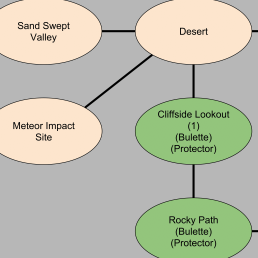 Sand Swept
Valley
Desert
Meteor Impact
Site
Cliffside Lookout
(1)
(Bulette)
(Protector)
Rocky Path
(Bulette)
(Protector)